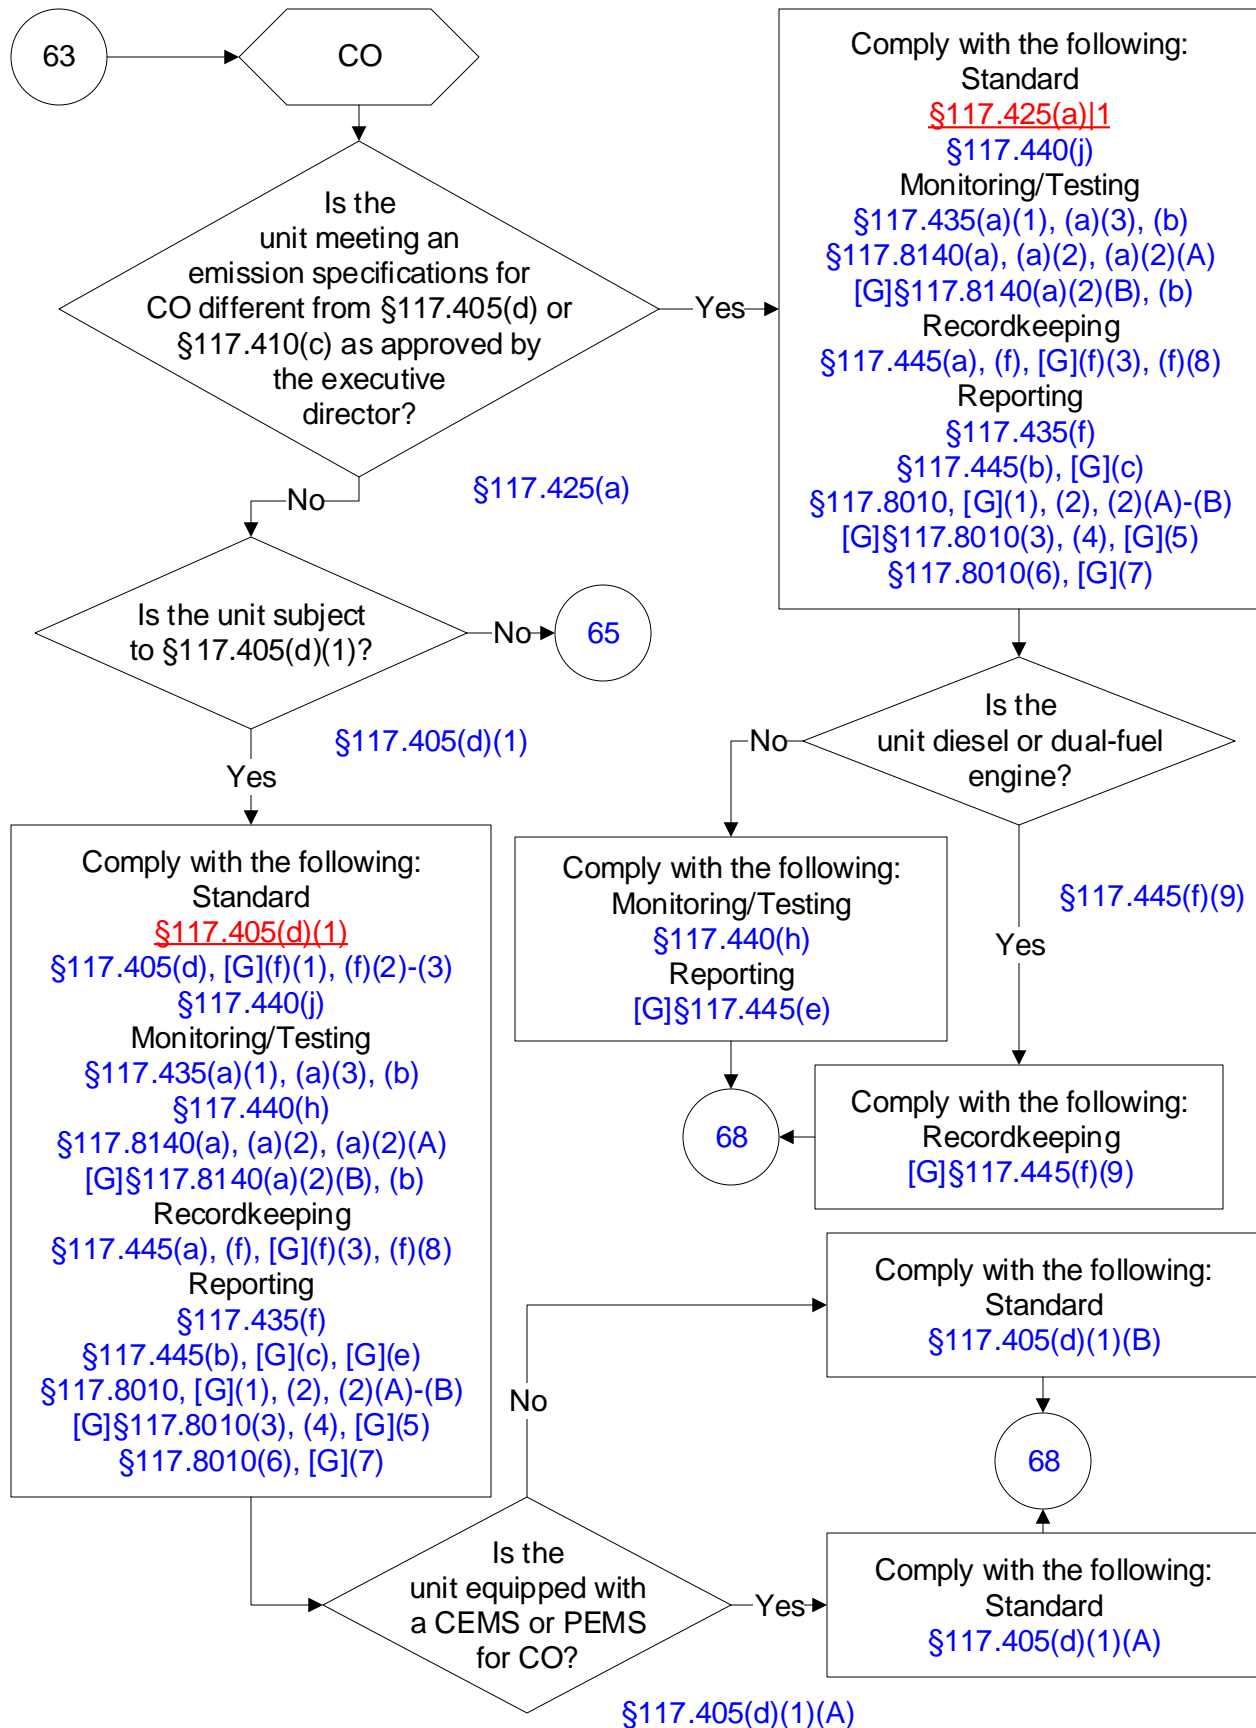 63
CO
Comply with the following:
Standard
§117.425(a)|1
§117.440(j)
Monitoring/Testing
§117.435(a)(1), (a)(3), (b)
§117.8140(a), (a)(2), (a)(2)(A)
[G]§117.8140(a)(2)(B), (b)
Recordkeeping
§117.445(a), (f), [G](f)(3), (f)(8)
Reporting
§117.435(f)
§117.445(b), [G](c)
§117.8010, [G](1), (2), (2)(A)-(B)
[G]§117.8010(3), (4), [G](5)
§117.8010(6), [G](7)
Is the
unit meeting an
emission specifications for
CO different from §117.405(d) or
§117.410(c) as approved by
the executive
director?
Yes
No
§117.425(a)
Is the unit subject
to §117.405(d)(1)?
No
65
§117.405(d)(1)
Yes
Is the
unit diesel or dual-fuel
engine?
No
§117.445(f)(9)
Yes
Comply with the following:
Monitoring/Testing
§117.440(h)
Reporting
[G]§117.445(e)
68
Comply with the following:
Recordkeeping
[G]§117.445(f)(9)
Comply with the following:
Standard
§117.405(d)(1)
§117.405(d), [G](f)(1), (f)(2)-(3)
§117.440(j)
Monitoring/Testing
§117.435(a)(1), (a)(3), (b)
§117.440(h)
§117.8140(a), (a)(2), (a)(2)(A)
[G]§117.8140(a)(2)(B), (b)
Recordkeeping
§117.445(a), (f), [G](f)(3), (f)(8)
Reporting
§117.435(f)
§117.445(b), [G](c), [G](e)
§117.8010, [G](1), (2), (2)(A)-(B)
[G]§117.8010(3), (4), [G](5)
§117.8010(6), [G](7)
Is the
unit equipped with
a CEMS or PEMS
for CO?
No
Comply with the following:
Standard
§117.405(d)(1)(B)
68
Yes
Comply with the following:
Standard
§117.405(d)(1)(A)
§117.405(d)(1)(A)